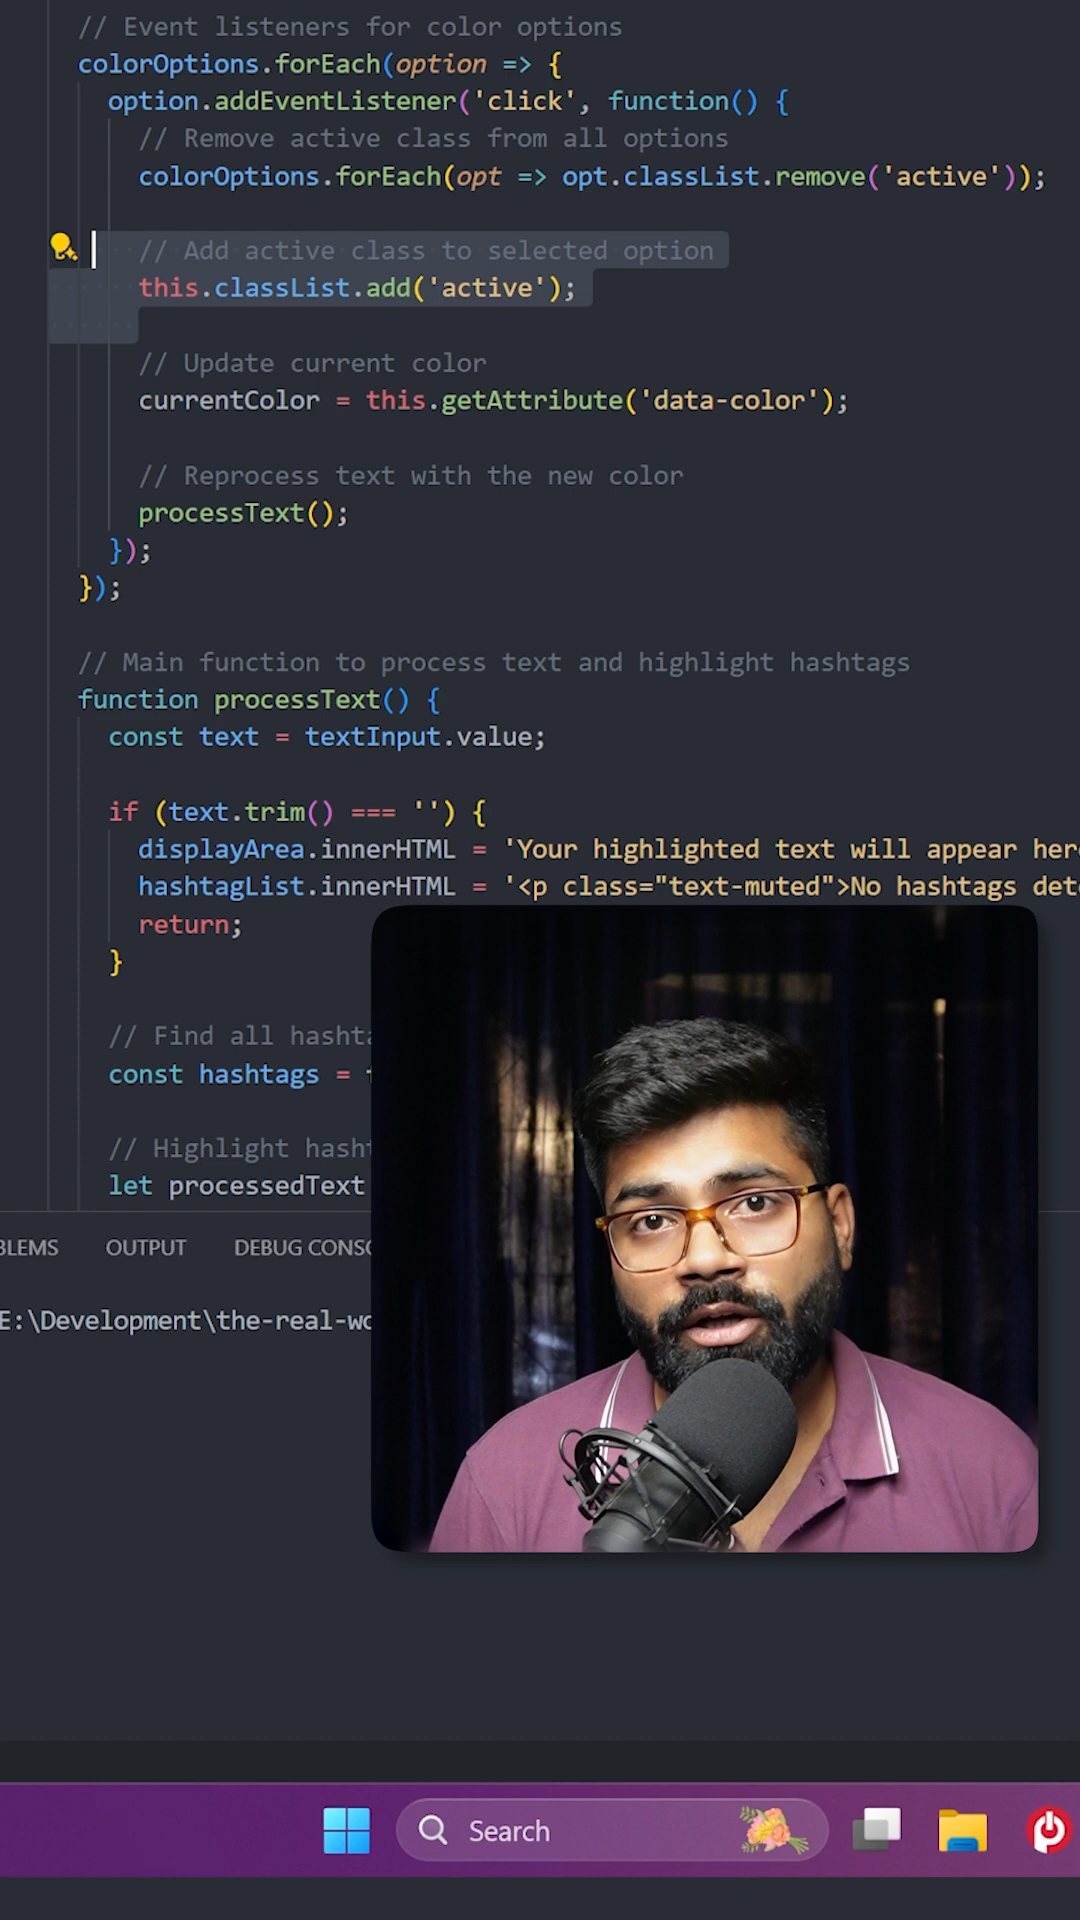 // Event listeners for color options
colorOptions.forEach(option => {
option.addEventListener('click', function() {
// Remove active class from all options
colorOptions.forEach(opt => opt.classList.remove('active'));
// Add active class to selected option
this.classList.add('active');
// Update current color
currentColor = this.getAttribute('data-color');
// Reprocess text with the new color
processText();
});
});
// Main function to process text and highlight hashtags
function processText() {
const text = textInput.value;
if (text.trim() === '') {
displayArea.innerHTML = 'Your highlighted text will appear her
hashtagList.innerHTML = '<p class="text-muted">No hashtags det
return;
}
// Find all hashta
const hashtags =
// Highlight hasht
let processedText
BLEMS OUTPUT DEBUG CONSO
E:\Development\the-real-wo
Search